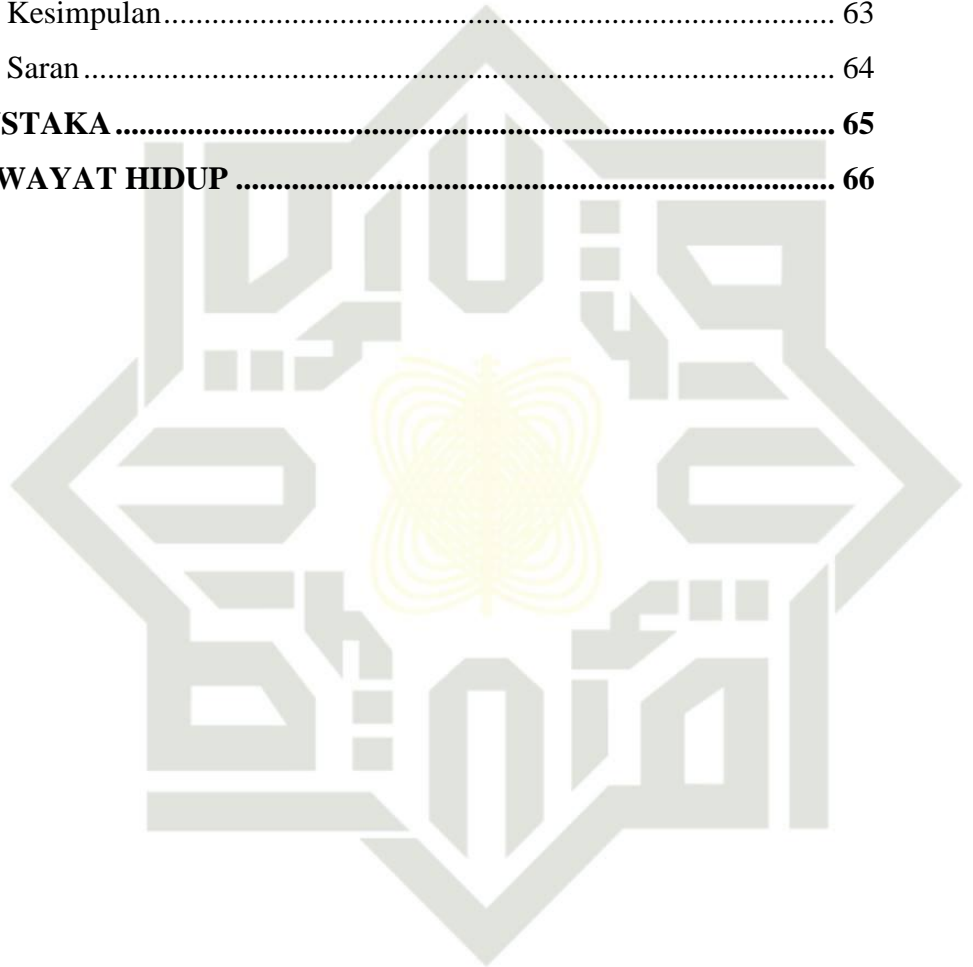 Kesimpulan........................................................................................ 63
Saran.................................................................................................. 64
STAKA.......................................................................................... 65
WAYAT HIDUP........................................................................... 66